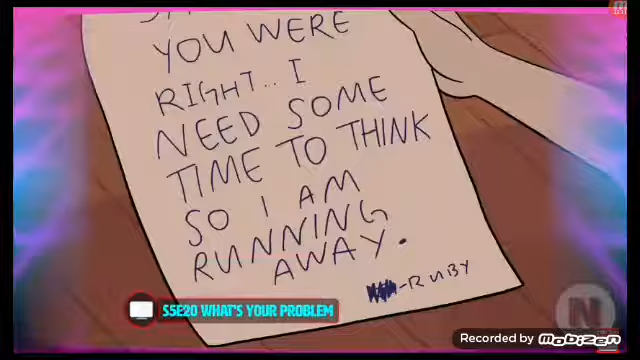 YOU WERE
RIGHT.. I
NEED SOME
TIME TO THINK
SO I AM
RUNNING
AWAY.
-RUBY
S5E20 WHAT'S YOUR PROBLEM
N
Recorded by Mobizen